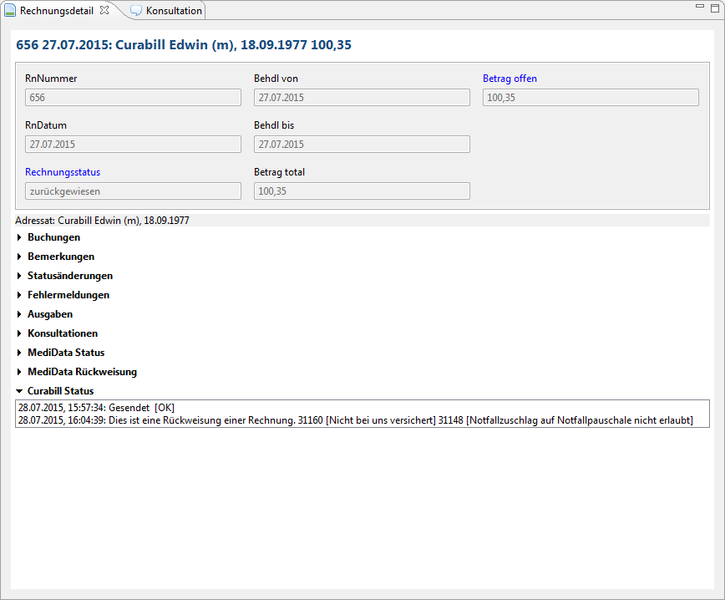 Rechnungsdetail Konsultation
656 27.07.2015: Curabill Edwin (m), 18.09.1977 100,35
RnNummer Behdl von Betrag offen
656 27.07.2015 100,35
RnDatum Behdl bis
27.07.2015 27.07.2015
Rechnungsstatus Betrag total
zurückgewiesen 100,35
Adressat: Curabill Edwin (m), 18.09.1977
Buchungen
Bemerkungen
Statusänderungen
Fehlermeldungen
Ausgaben
Konsultationen
MediData Status
MediData Rückweisung
Curabill Status
28.07.2015, 15:57:34: Gesendet [OK]
28.07.2015, 16:04:39: Dies ist eine Rückweisung einer Rechnung. 31160 [Nicht bei uns versichert] 31148 [Notfallzuschlag auf Notfallpauschale nicht erlaubt]